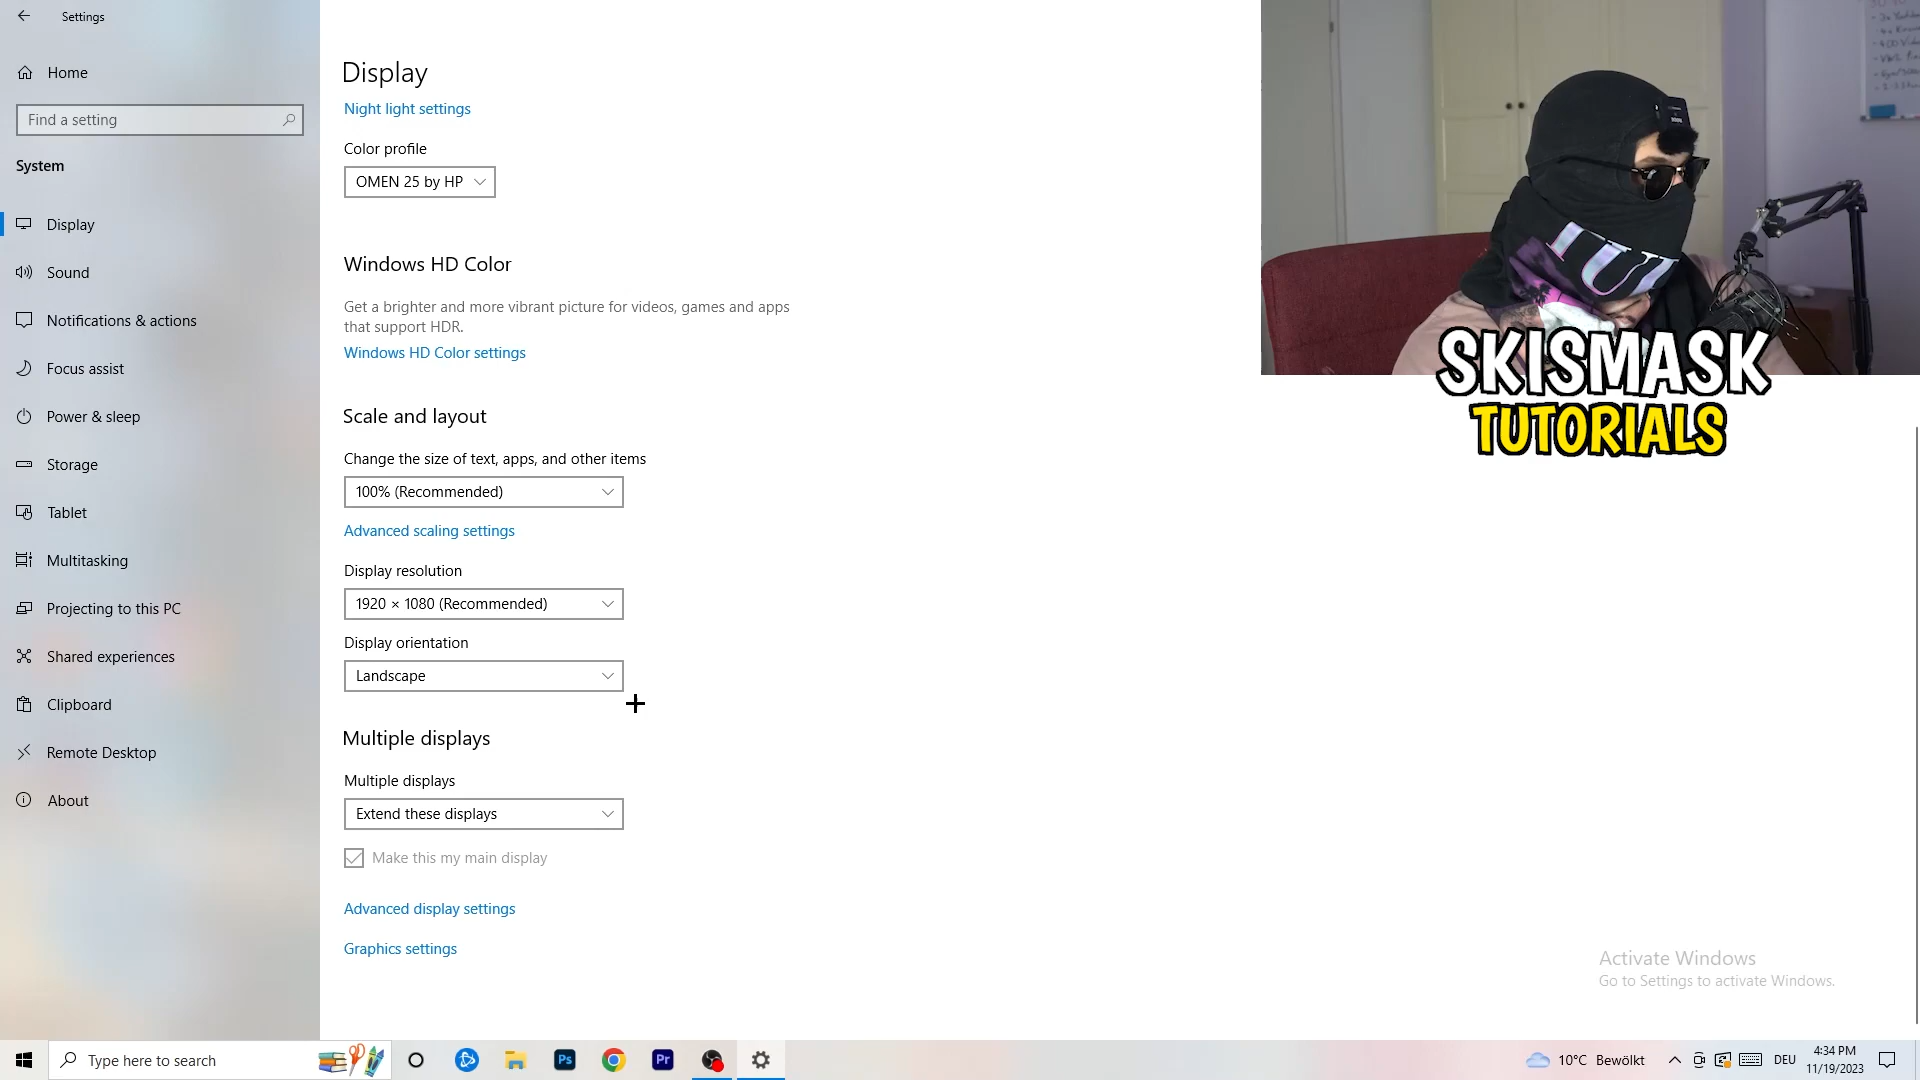 Settings
Home
Find a setting
System
Display
Sound
Notifications & actions
Focus assist
Power & sleep
Storage
Tablet
Multitasking
Projecting to this PC
Shared experiences
Clipboard
Remote Desktop
About
Display
Night light settings
Color profile
OMEN 25 by HP
Windows HD Color
Get a brighter and more vibrant picture for videos, games and apps
that support HDR.
Windows HD Color settings
Scale and layout
Change the size of text, apps, and other items
100% (Recommended)
Advanced scaling settings
Display resolution
1920 × 1080 (Recommended)
Display orientation
Landscape
Multiple displays
Multiple displays
Extend these displays
Make this my main display
Advanced display settings
Graphics settings
SKISMASK
TUTORIALS
Activate Windows
Go to Settings to activate Windows.
Type here to search
Ps
Pr
10°C Bewölkt
DEU
4:34 PM
11/19/2023